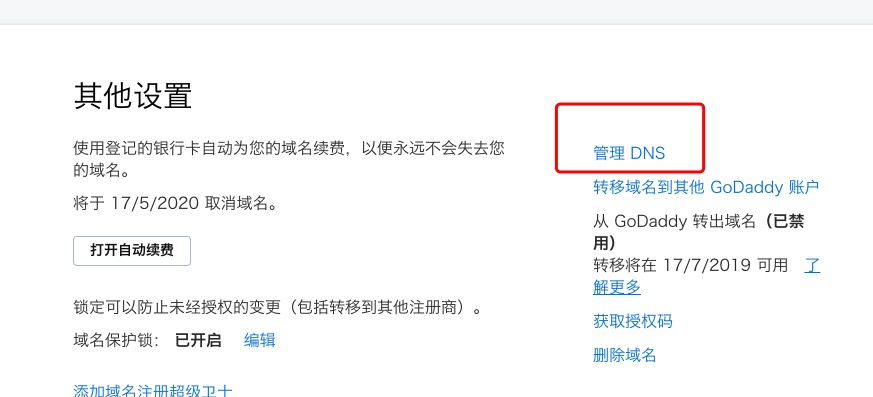 其他设置
使用登记的银行卡自动为您的域名续费，以便永远不会失去您
的域名。
将于 17/5/2020 取消域名。
打开自动续费
锁定可以防止未经授权的变更（包括转移到其他注册商）。
域名保护锁： 已开启 编辑
添加域名注册超级卫士
管理 DNS
转移域名到其他 GoDaddy 账户
从 GoDaddy 转出域名（已禁
用）
转移将在 17/7/2019 可用 了
解更多
获取授权码
删除域名